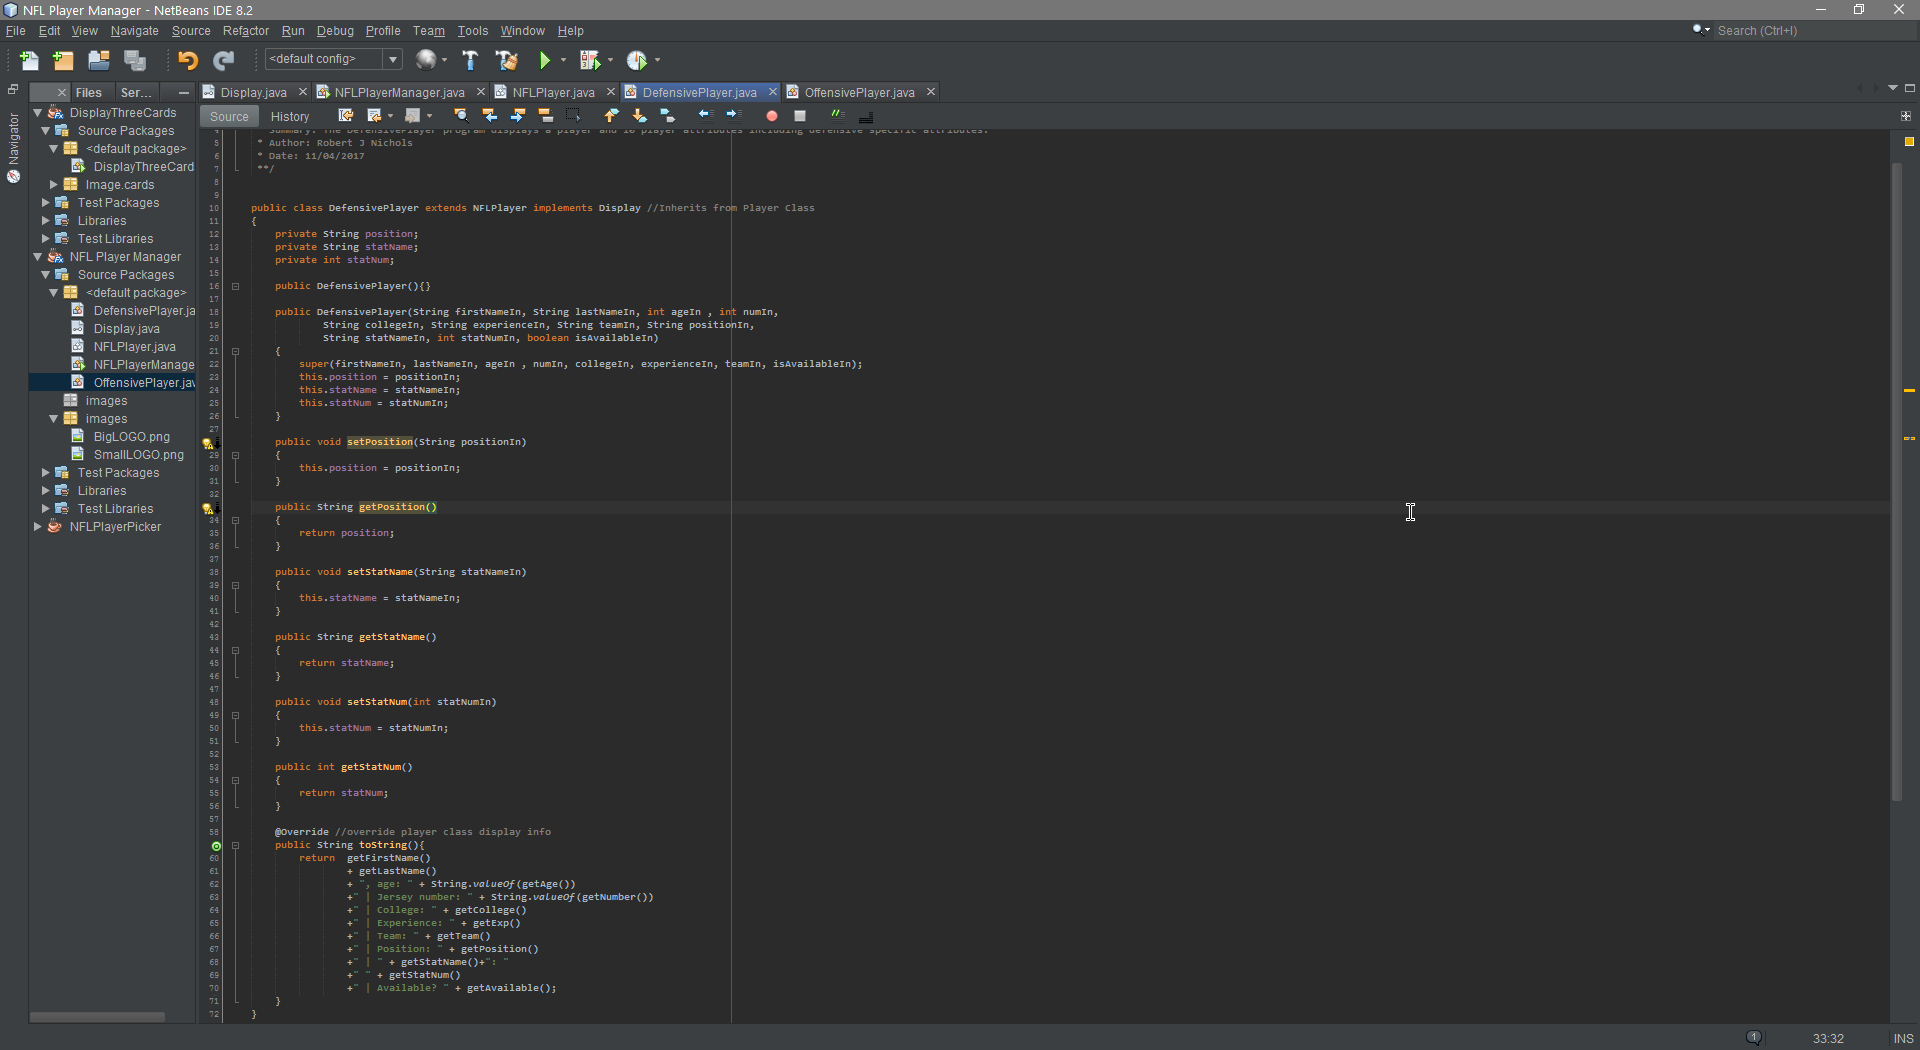 NFL Player Manager - NetBeans IDE 8.2
File Edit View Navigate Source Refactor Run Debug Profile Team Tools Window Help
Search (Ctrl+I)
<default config>
Files Ser...
Display.java NFLPlayerManager.java NFLPlayer.java DefensivePlayer.java OffensivePlayer.java
Source History
Navigator
DisplayThreeCards
Source Packages
<default package>
DisplayThreeCard
Image.cards
Test Packages
Libraries
Test Libraries
NFL Player Manager
Source Packages
<default package>
DefensivePlayer.ja
Display.java
NFLPlayer.java
NFLPlayerManage
OffensivePlayer.jav
images
images
BigLOGO.png
SmallLOGO.png
Test Packages
Libraries
Test Libraries
NFLPlayerPicker
4 Summary: The DefensivePlayer program displays a player and 10 player attributes including defensive specific attributes.
5 * Author: Robert J Nichols
6 * Date: 11/04/2017
7 **/
8
9
10 public class DefensivePlayer extends NFLPlayer implements Display //Inherits from Player Class
11 {
12 private String position;
13 private String statName;
14 private int statNum;
15
16 public DefensivePlayer(){}
17
18 public DefensivePlayer(String firstNameIn, String lastNameIn, int ageIn , int numIn,
19 String collegeIn, String experienceIn, String teamIn, String positionIn,
20 String statNameIn, int statNumIn, boolean isAvailableIn)
21 {
22 super(firstNameIn, lastNameIn, ageIn , numIn, collegeIn, experienceIn, teamIn, isAvailableIn);
23 this.position = positionIn;
24 this.statName = statNameIn;
25 this.statNum = statNumIn;
26 }
27
public void setPosition(String positionIn)
29 {
30 this.position = positionIn;
31 }
32
public String getPosition()
34 {
35 return position;
36 }
37
38 public void setStatName(String statNameIn)
39 {
40 this.statName = statNameIn;
41 }
42
43 public String getStatName()
44 {
45 return statName;
46 }
47
48 public void setStatNum(int statNumIn)
49 {
50 this.statNum = statNumIn;
51 }
52
53 public int getStatNum()
54 {
55 return statNum;
56 }
57
58 @Override //override player class display info
public String toString(){
60 return getFirstName()
61 + getLastName()
62 + ", age: " + String.valueOf(getAge())
63 +" | Jersey number: " + String.valueOf(getNumber())
64 +" | College: " + getCollege()
65 +" | Experience: " + getExp()
66 +" | Team: " + getTeam()
67 +" | Position: " + getPosition()
68 +" | " + getStatName()+": "
69 +" " + getStatNum()
70 +" | Available? " + getAvailable();
71 }
72 }
1 33:32 INS